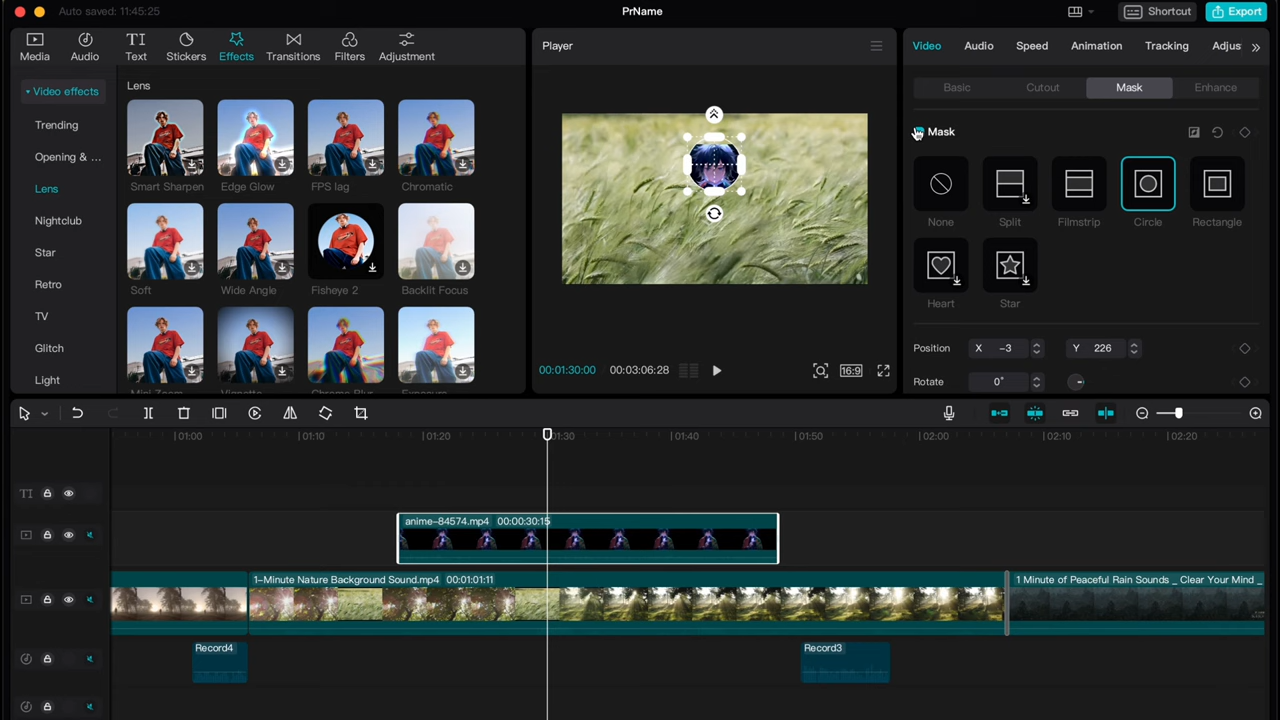 Auto saved: 11:45:25
PrName
Shortcut
Export
Media
Audio
Text
Stickers
Effects
Transitions
Filters
Adjustment
Player
Video
Audio
Speed
Animation
Tracking
Adjus
Video effects
Lens
Basic
Cutout
Mask
Enhance
Trending
Opening & ...
Lens
Nightclub
Star
Retro
TV
Glitch
Light
Smart Sharpen
Edge Glow
FPS lag
Chromatic
Soft
Wide Angle
Fisheye 2
Backlit Focus
Mask
None
Split
Filmstrip
Circle
Rectangle
Heart
Star
Position
X
-3
Y
226
Rotate
0°
00:01:30:00
00:03:06:28
16:9
01:00
01:10
01:20
01:30
01:40
01:50
02:00
02:10
02:20
TI
anime-84574.mp4 00:00:30:15
1-Minute Nature Background Sound.mp4 00:01:01:11
1 Minute of Peaceful Rain Sounds _ Clear Your Mind _
Record4
Record3